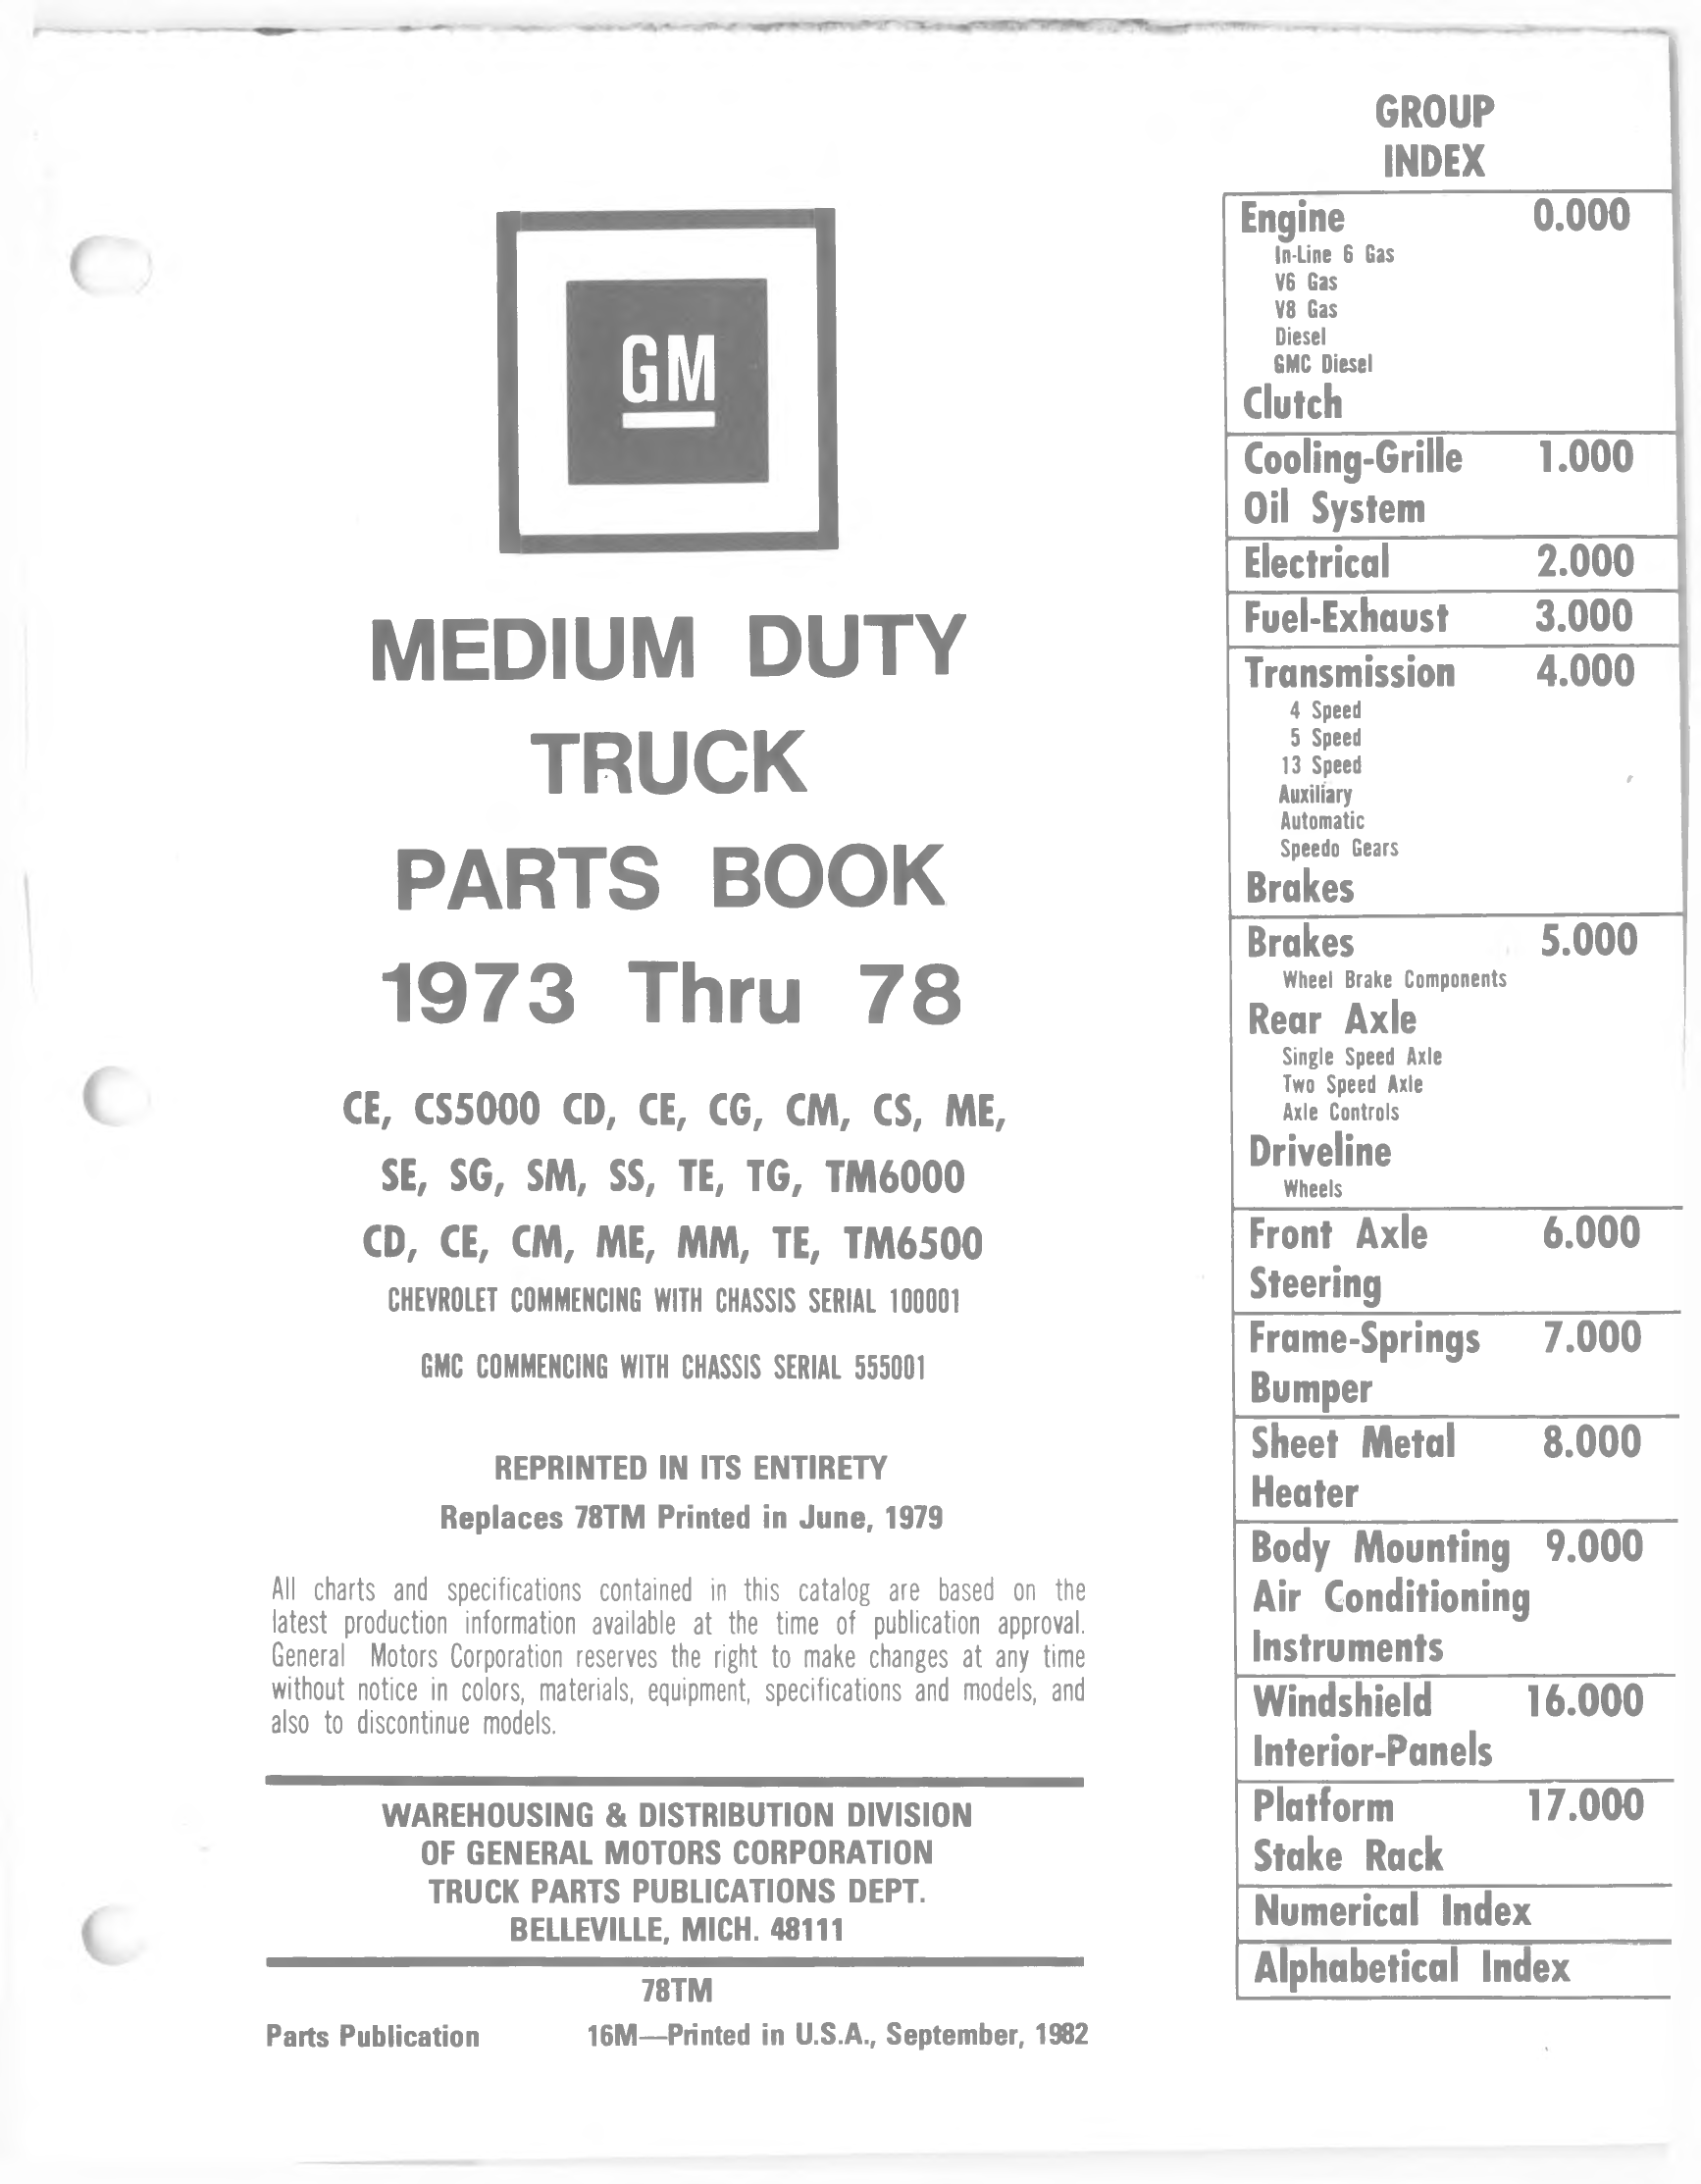 GM
MEDIUM DUTY
TRUCK
PARTS BOOK
1973 Thru 78
CE, CS5000 CD, CE, CG, CM, CS, ME,
SE, SG, SM, SS, TE, TG, TM6000
CD, CE, CM, ME, MM, TE, TM6500
CHEVROLET COMMENCING WITH CHASSIS SERIAL 100001
GMC COMMENCING WITH CHASSIS SERIAL 555001
REPRINTED IN ITS ENTIRETY
Replaces 78TM Printed in June, 1979
All charts and specifications contained in this catalog are based on the
latest production information available at the time of publication approval.
General Motors Corporation reserves the right to make changes at any time
without notice in colors, materials, equipment, specifications and models, and
also to discontinue models.
WAREHOUSING & DISTRIBUTION DIVISION
OF GENERAL MOTORS CORPORATION
TRUCK PARTS PUBLICATIONS DEPT.
BELLEVILLE, MICH. 48111
78TM
Parts Publication 16M—Printed in U.S.A., September, 1982
GROUP
INDEX
Engine 0.000
In-Line 6 Gas
V6 Gas
V8 Gas
Diesel
GMC Diesel
Clutch
Cooling-Grille 1.000
Oil System
Electrical 2.000
Fuel-Exhaust 3.000
Transmission 4.000
4 Speed
5 Speed
13 Speed
Auxiliary
Automatic
Speedo Gears
Brakes
Brakes 5.000
Wheel Brake Components
Rear Axle
Single Speed Axle
Two Speed Axle
Axle Controls
Driveline
Wheels
Front Axle 6.000
Steering
Frame-Springs 7.000
Bumper
Sheet Metal 8.000
Heater
Body Mounting 9.000
Air Conditioning
Instruments
Windshield 16.000
Interior-Panels
Platform 17.000
Stake Rack
Numerical Index
Alphabetical Index